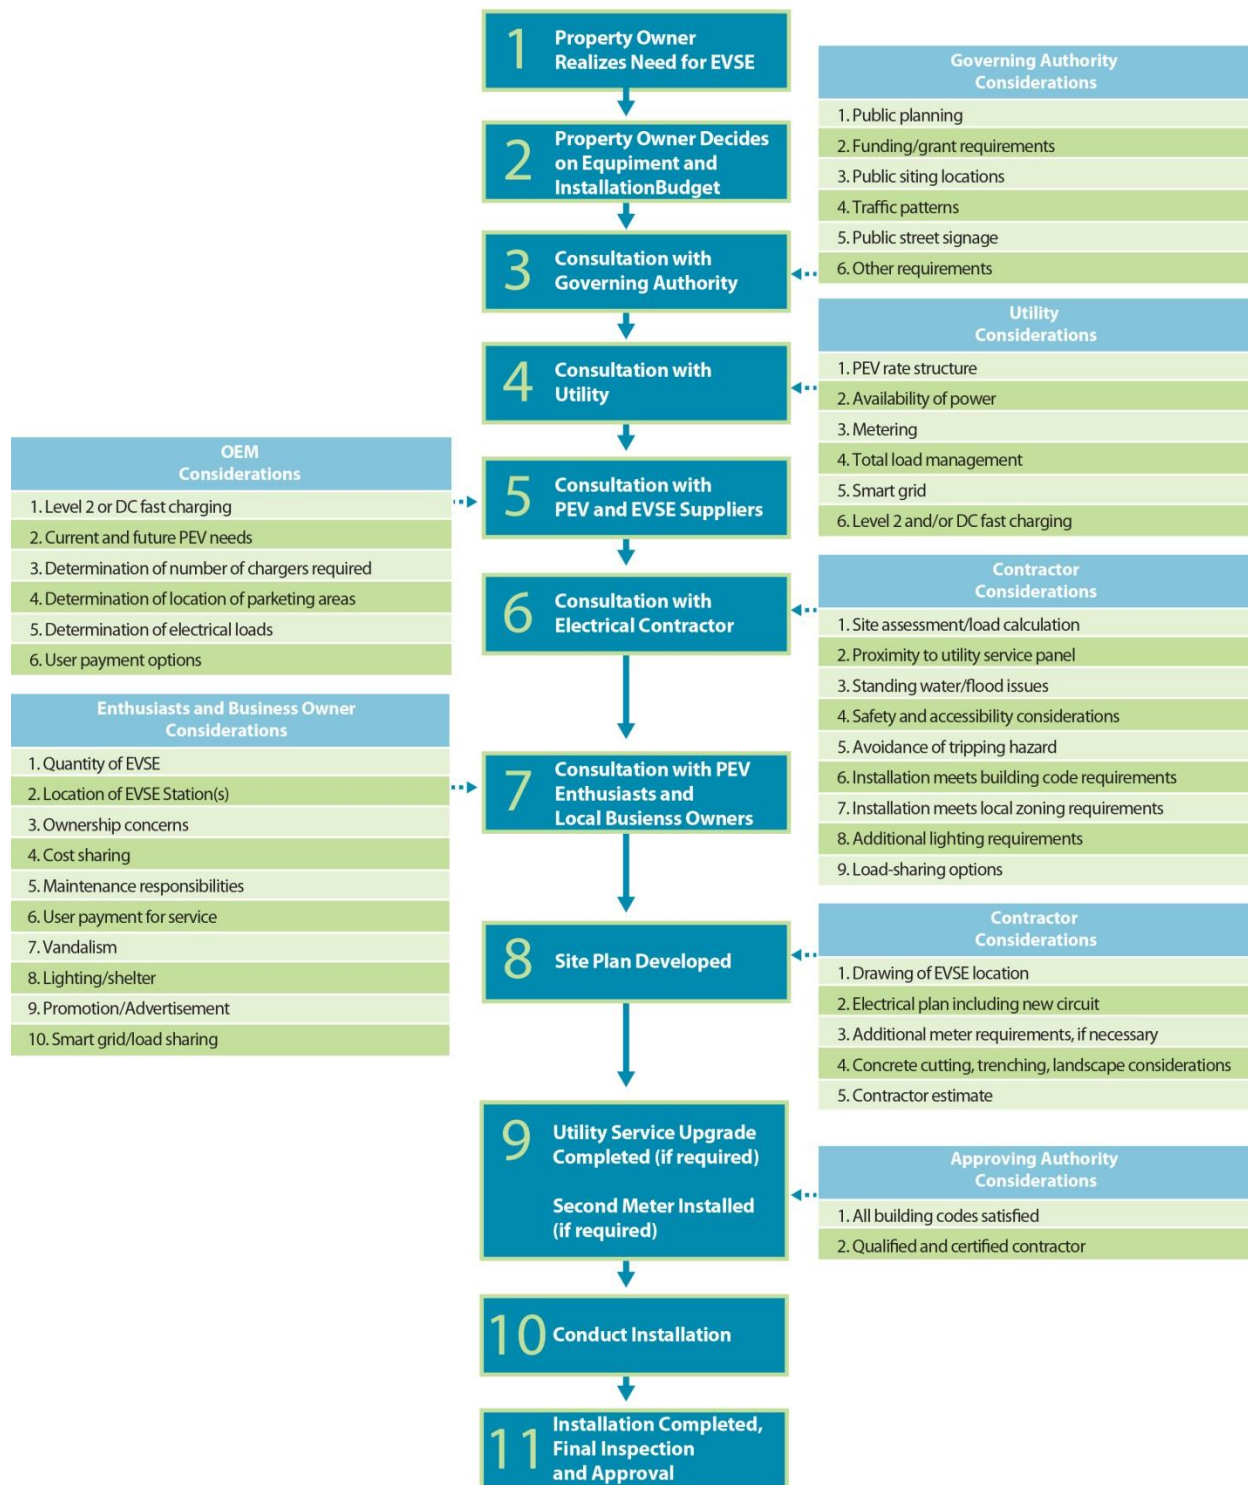 1
Property Owner
Realizes Need for EVSE
2
Property Owner Decides
on Equpiment and
InstallationBudget
3
Consultation with
Governing Authority
Governing Authority
Considerations
1. Public planning
2. Funding/grant requirements
3. Public siting locations
4. Traffic patterns
5. Public street signage
6. Other requirements
4
Consultation with
Utility
Utility
Considerations
1. PEV rate structure
2. Availability of power
3. Metering
4. Total load management
5. Smart grid
6. Level 2 and/or DC fast charging
OEM
Considerations
1. Level 2 or DC fast charging
2. Current and future PEV needs
3. Determination of number of chargers required
4. Determination of location of parketing areas
5. Determination of electrical loads
6. User payment options
5
Consultation with
PEV and EVSE Suppliers
6
Consultation with
Electrical Contractor
Contractor
Considerations
1. Site assessment/load calculation
2. Proximity to utility service panel
3. Standing water/flood issues
4. Safety and accessibility considerations
5. Avoidance of tripping hazard
6. Installation meets building code requirements
7. Installation meets local zoning requirements
8. Additional lighting requirements
9. Load-sharing options
Enthusiasts and Business Owner
Considerations
1. Quantity of EVSE
2. Location of EVSE Station(s)
3. Ownership concerns
4. Cost sharing
5. Maintenance responsibilities
6. User payment for service
7. Vandalism
8. Lighting/shelter
9. Promotion/Advertisement
10. Smart grid/load sharing
7
Consultation with PEV
Enthusiasts and
Local Busienss Owners
8
Site Plan Developed
Contractor
Considerations
1. Drawing of EVSE location
2. Electrical plan including new circuit
3. Additional meter requirements, if necessary
4. Concrete cutting, trenching, landscape considerations
5. Contractor estimate
9
Utility Service Upgrade
Completed (if required)
Second Meter Installed
(if required)
Approving Authority
Considerations
1. All building codes satisfied
2. Qualified and certified contractor
10
Conduct Installation
11
Installation Completed,
Final Inspection
and Approval